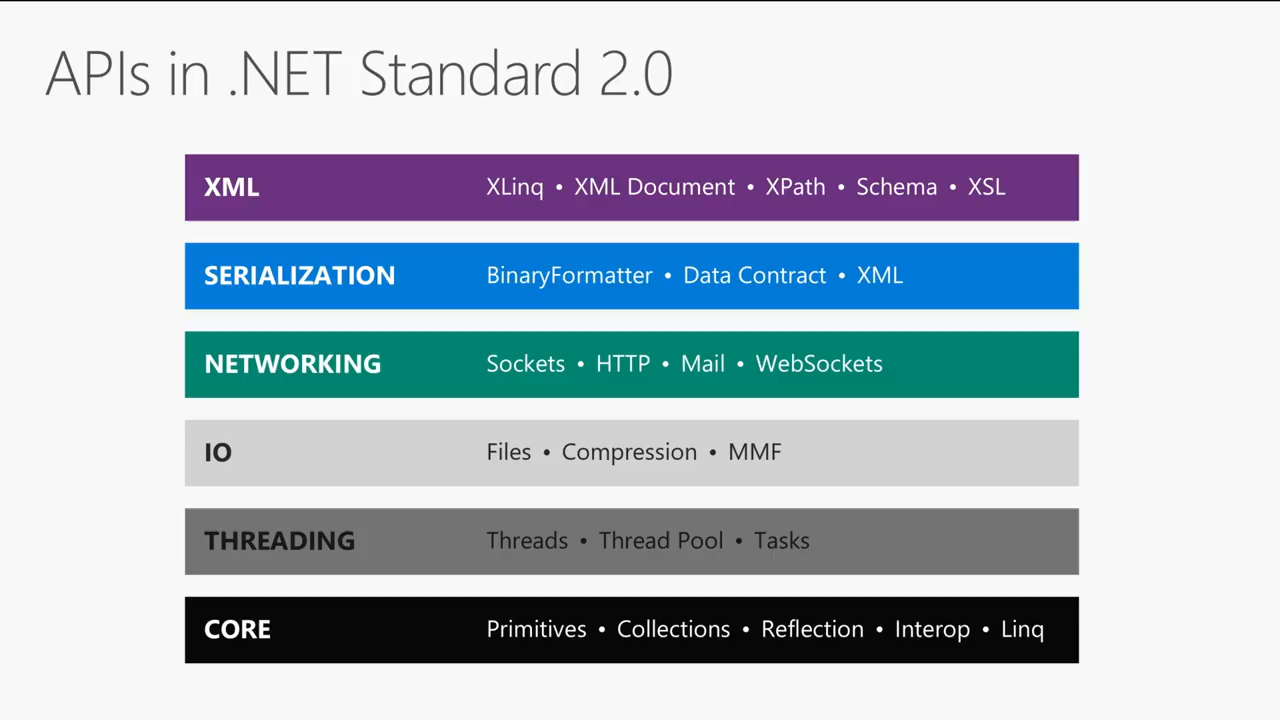 APIs in .NET Standard 2.0
XML XLinq • XML Document • XPath • Schema • XSL
SERIALIZATION BinaryFormatter • Data Contract • XML
NETWORKING Sockets • HTTP • Mail • WebSockets
IO Files • Compression • MMF
THREADING Threads • Thread Pool • Tasks
CORE Primitives • Collections • Reflection • Interop • Linq